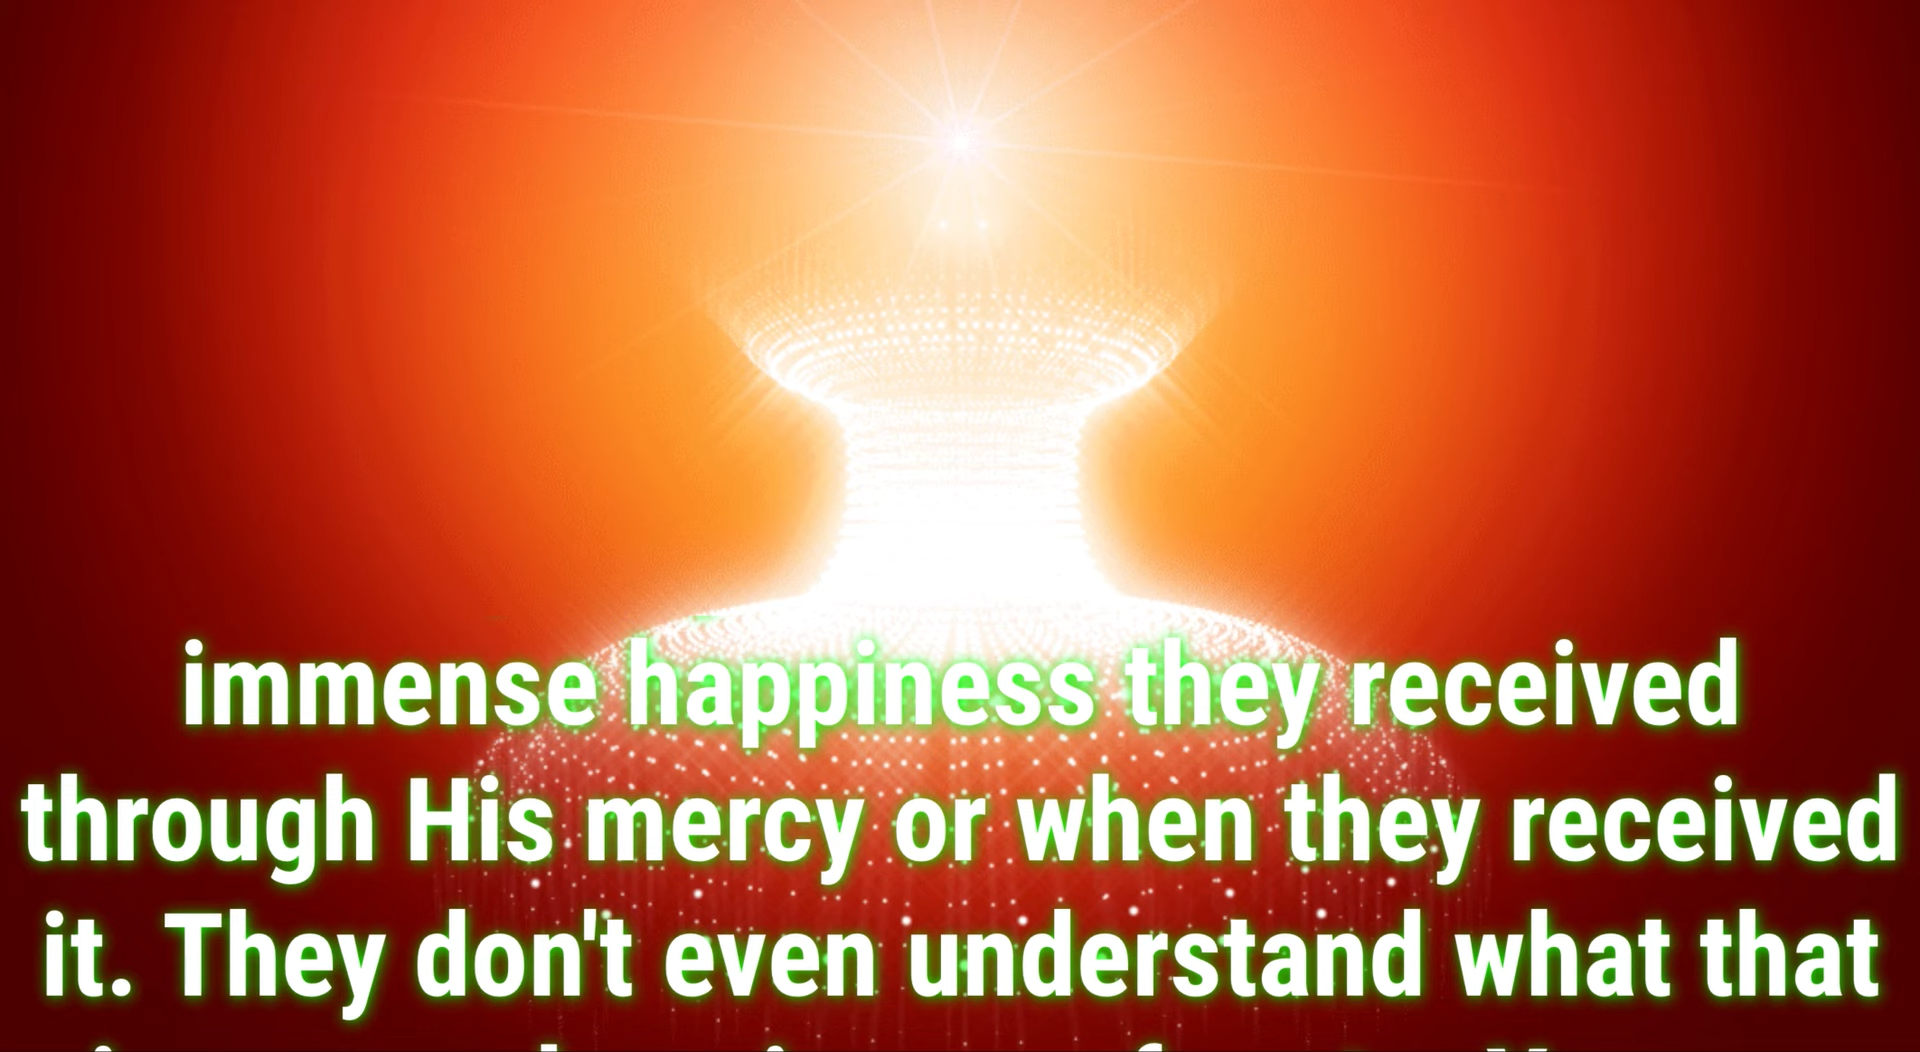 immense happiness they received
through His mercy or when they received
it. They don't even understand what that